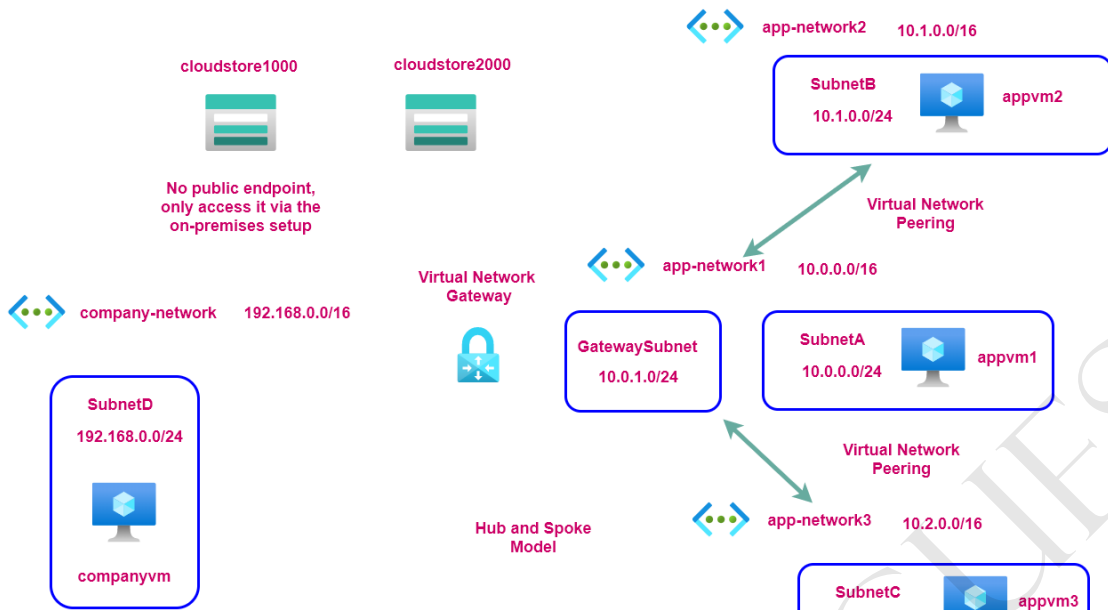 app-network2 10.1.0.0/16
cloudstore1000
cloudstore2000
SubnetB
10.1.0.0/24
appvm2
No public endpoint,
only access it via the
on-premises setup
Virtual Network
Peering
app-network1 10.0.0.0/16
Virtual Network
Gateway
company-network 192.168.0.0/16
GatewaySubnet
10.0.1.0/24
SubnetA
10.0.0.0/24
appvm1
SubnetD
192.168.0.0/24
companyvm
Virtual Network
Peering
Hub and Spoke
Model
app-network3 10.2.0.0/16
SubnetC
appvm3